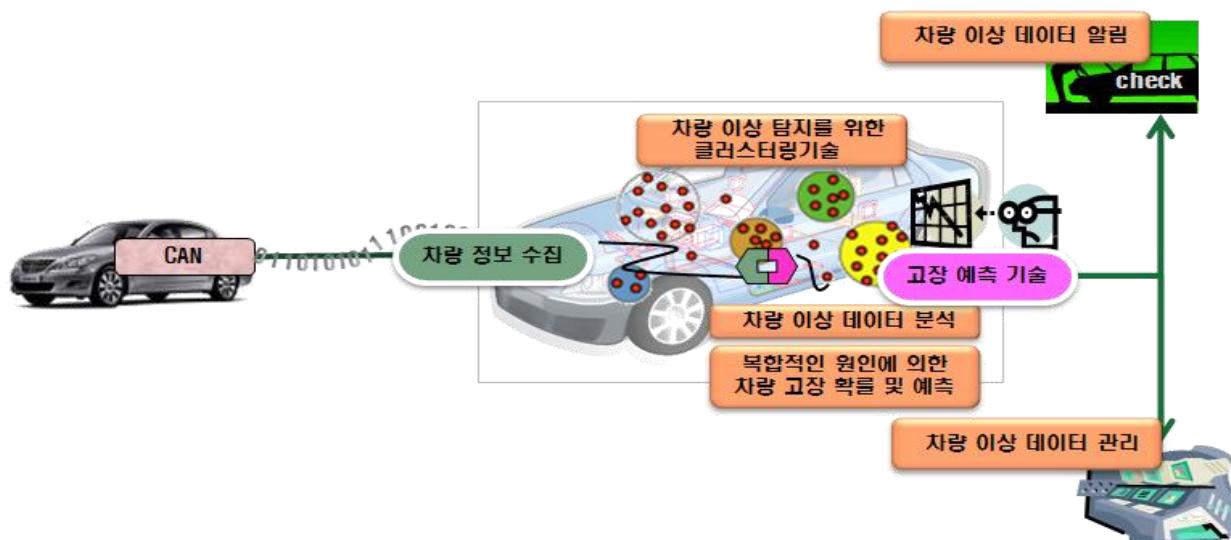 차량 이상 데이터 알림
check
차량 이상 탐지를 위한
클러스터링기술
CAN
차량 정보 수집
고장 예측 기술
차량 이상 데이터 분석
복합적인 원인에 의한
차량 고장 확률 및 예측
차량 이상 데이터 관리